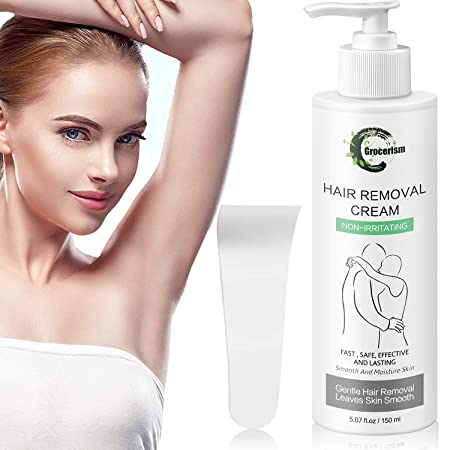 Grocerism
HAIR REMOVAL
CREAM
NON-IRRITATING
FAST , SAFE, EFFECTIVE
AND LASTING
Smooth And Moisture Skin
Gentle Hair Removal
Leaves Skin Smooth
5.07 fl.oz / 150 ml